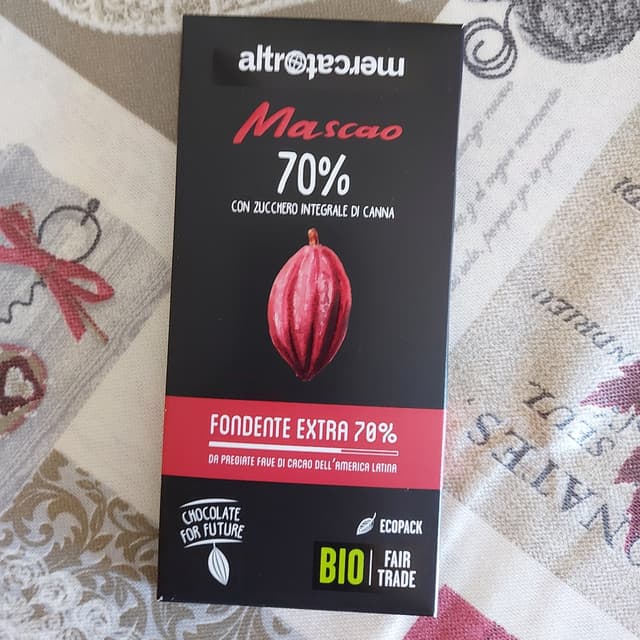 altromercato
Mascao
70%
CON ZUCCHERO INTEGRALE DI CANNA
FONDENTE EXTRA 70%
DA PREGIATE FAVE DI CACAO DELL'AMERICA LATINA
CHOCOLATE
FOR FUTURE
ECOPACK
BIO
FAIR
TRADE